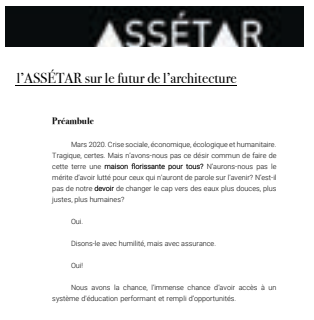 ASSÉTAR
l'ASSÉTAR sur le futur de l'architecture
Préambule
Mars 2020. Crise sociale, économique, écologique et humanitaire.
Tragique, certes. Mais n'avons-nous pas ce désir commun de faire de
cette terre une maison florissante pour tous? N'aurons-nous pas le
mérite d'avoir lutté pour ceux qui n'auront de parole sur l'avenir? N'est-il
pas de notre devoir de changer le cap vers des eaux plus douces, plus
justes, plus humaines?
Oui.
Disons-le avec humilité, mais avec assurance.
Oui!
Nous avons la chance, l'immense chance d'avoir accès à un
système d'éducation performant et rempli d'opportunités.